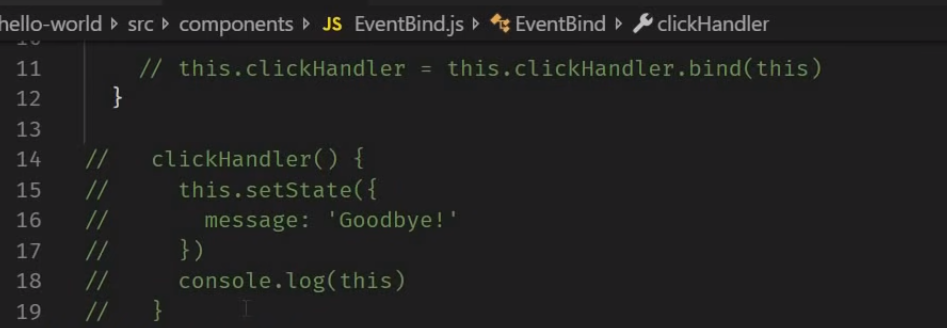 hello-world src components JS EventBind.js EventBind clickHandler
10
11 // this.clickHandler = this.clickHandler.bind(this)
12 }
13
14 // clickHandler() {
15 // this.setState({
16 // message: 'Goodbye!'
17 // })
18 // console.log(this)
19 // }